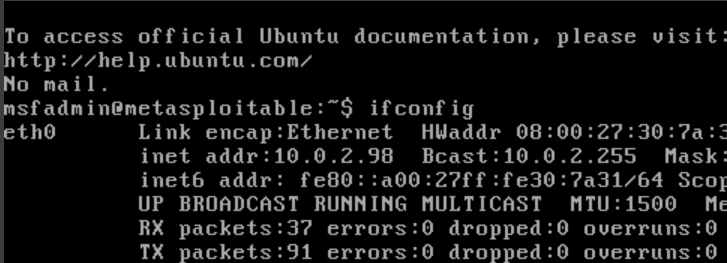 To access official Ubuntu documentation, please visit:
http://help.ubuntu.com/
No mail.
msfadmin@metasploitable:~$ ifconfig
eth0 Link encap:Ethernet HWaddr 08:00:27:30:7a:3
inet addr:10.0.2.98 Bcast:10.0.2.255 Mask:
inet6 addr: fe80::a00:27ff:fe30:7a31/64 Scop
UP BROADCAST RUNNING MULTICAST MTU:1500 Me
RX packets:37 errors:0 dropped:0 overruns:0
TX packets:91 errors:0 dropped:0 overruns:0